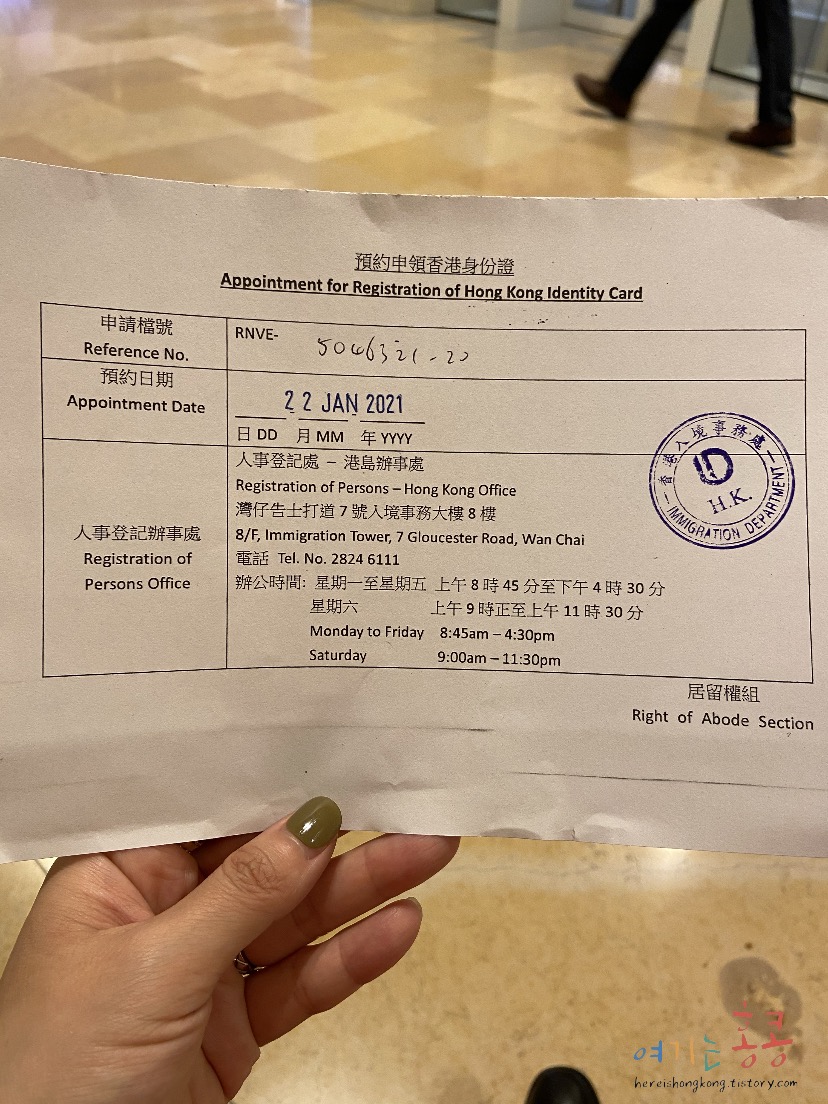 預約申領香港身份證
Appointment for Registration of Hong Kong Identity Card
申請檔號
Reference No.
RNVE- 5046321-20
預約日期
Appointment Date
22 JAN 2021
日 DD 月 MM 年 YYYY
人事登記辦事處
Registration of
Persons Office
人事登記處 – 港島辦事處
Registration of Persons – Hong Kong Office
灣仔告士打道 7 號入境事務大樓 8 樓
8/F, Immigration Tower, 7 Gloucester Road, Wan Chai
電話 Tel. No. 2824 6111
辦公時間: 星期一至星期五 上午 8 時 45 分至下午 4 時 30 分
星期六 上午 9 時正至上午 11 時 30 分
Monday to Friday 8:45am – 4:30pm
Saturday 9:00am – 11:30pm
香港入境事務處
ID
H.K.
IMMIGRATION DEPARTMENT
居留權組
Right of Abode Section
여기는 홍콩
hereishongkong.tistory.com